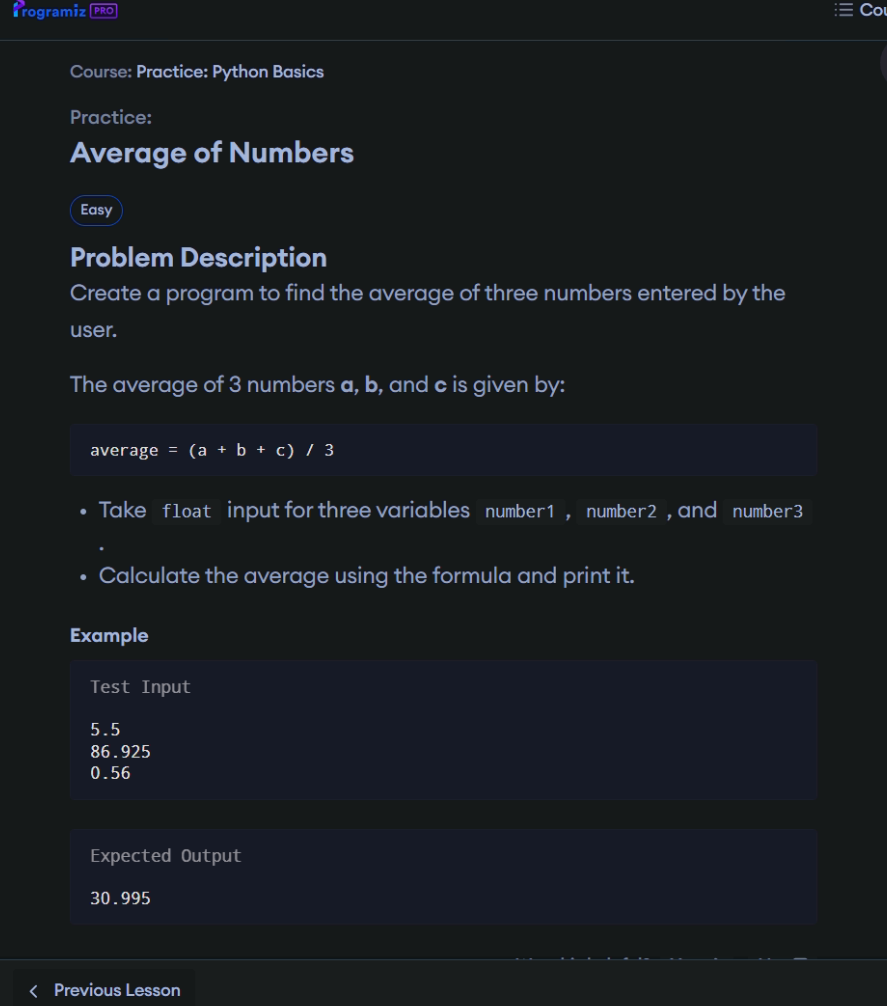 Programiz PRO
Cou
Course: Practice: Python Basics
Practice:
Average of Numbers
Easy
Problem Description
Create a program to find the average of three numbers entered by the
user.
The average of 3 numbers a, b, and c is given by:
average = (a + b + c) / 3
• Take float input for three variables number1 , number2 , and number3
.
• Calculate the average using the formula and print it.
Example
Test Input
5.5
86.925
0.56
Expected Output
30.995
Previous Lesson